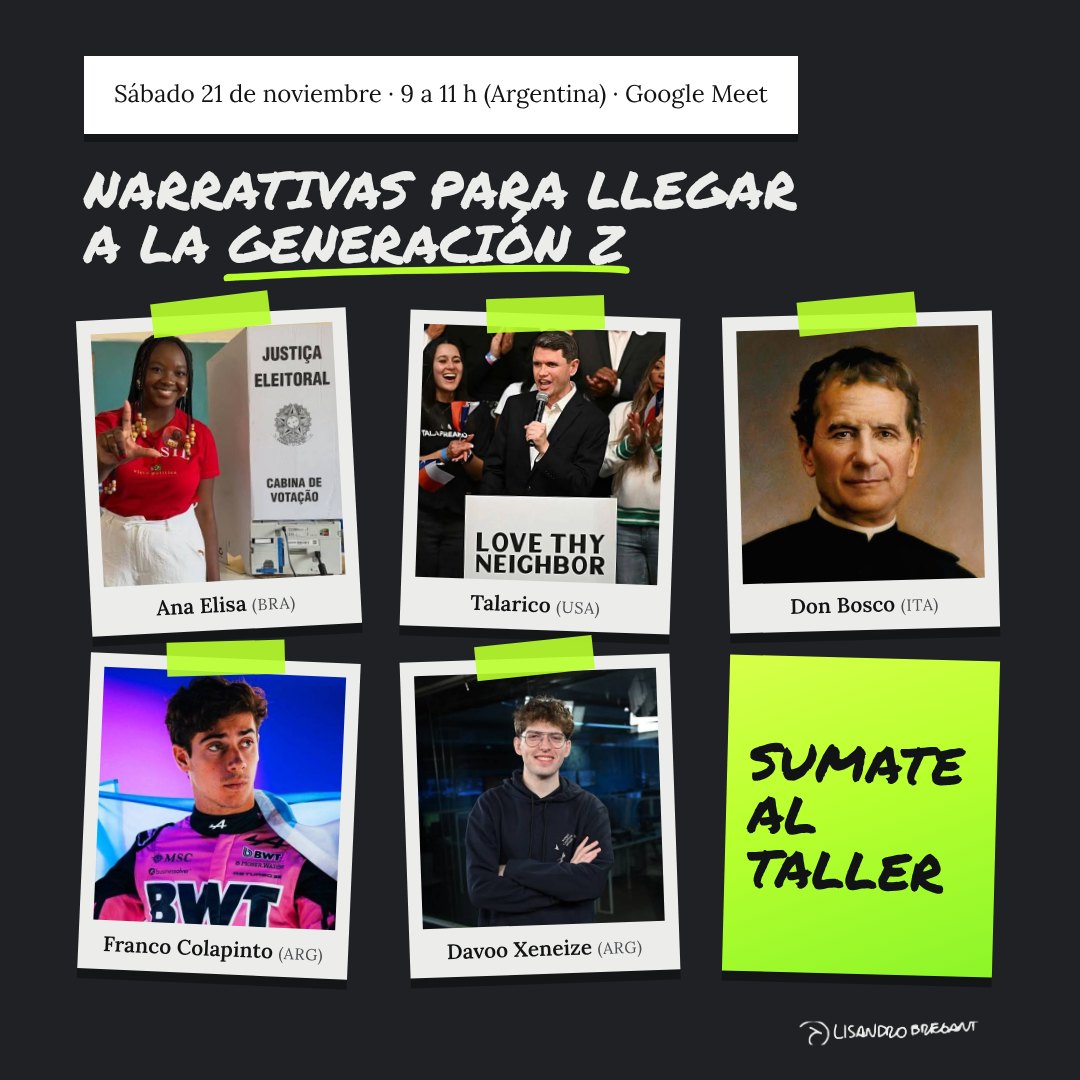 Sábado 21 de noviembre · 9 a 11 h (Argentina) · Google Meet
NARRATIVAS PARA LLEGAR
A LA GENERACIÓN Z
JUSTIÇA
ELEITORAL
CABINA DE
VOTAÇÃO
Ana Elisa (BRA)
LOVE THY
NEIGHBOR
Talarico (USA)
Don Bosco (ITA)
MSC
BWT
BWT
Franco Colapinto (ARG)
Davoo Xeneize (ARG)
SUMATE
AL
TALLER
LISANDRO BREGANT